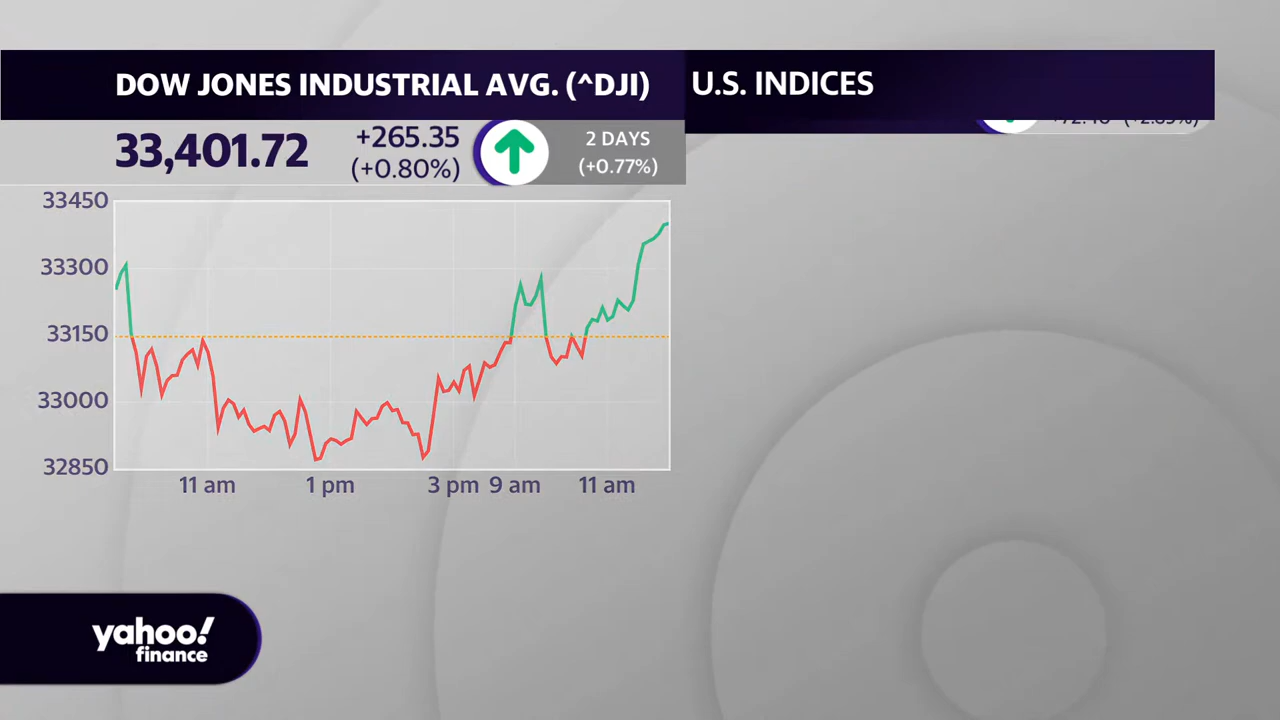 DOW JONES INDUSTRIAL AVG. (^DJI)
U.S. INDICES
33,401.72
+265.35
(+0.80%)
2 DAYS
(+0.77%)
33450
33300
33150
33000
32850
11 am
1 pm
3 pm
9 am
11 am
yahoo!
finance